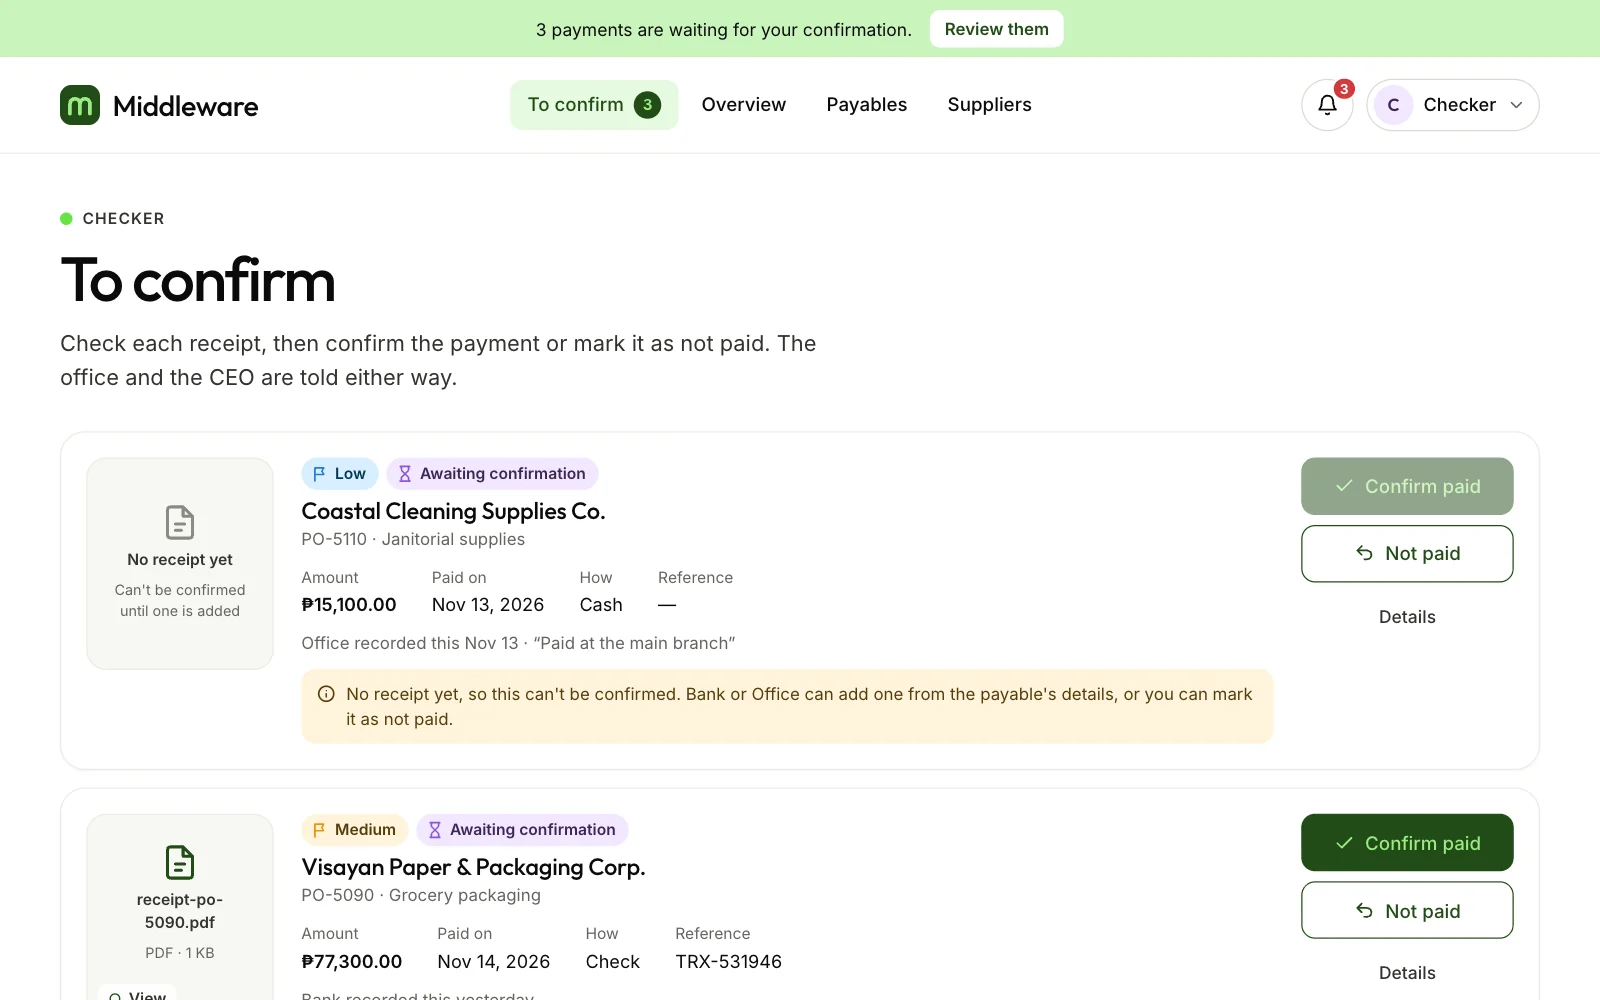 3 payments are waiting for your confirmation. Review them
m Middleware
To confirm 3 Overview Payables Suppliers
3 C Checker
CHECKER
To confirm
Check each receipt, then confirm the payment or mark it as not paid. The
office and the CEO are told either way.
No receipt yet
Can't be confirmed
until one is added
Low Awaiting confirmation
Coastal Cleaning Supplies Co.
PO-5110 · Janitorial supplies
Amount Paid on How Reference
₱15,100.00 Nov 13, 2026 Cash —
Office recorded this Nov 13 · “Paid at the main branch”
No receipt yet, so this can't be confirmed. Bank or Office can add one from the payable's details, or you can mark
it as not paid.
Confirm paid
Not paid
Details
receipt-po-
5090.pdf
PDF · 1 KB
View
Medium Awaiting confirmation
Visayan Paper & Packaging Corp.
PO-5090 · Grocery packaging
Amount Paid on How Reference
₱77,300.00 Nov 14, 2026 Check TRX-531946
Bank recorded this yesterday
Confirm paid
Not paid
Details